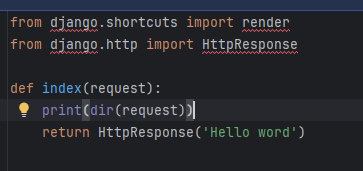 from django.shortcuts import render
from django.http import HttpResponse
def index(request):
print(dir(request))
return HttpResponse('Hello word')